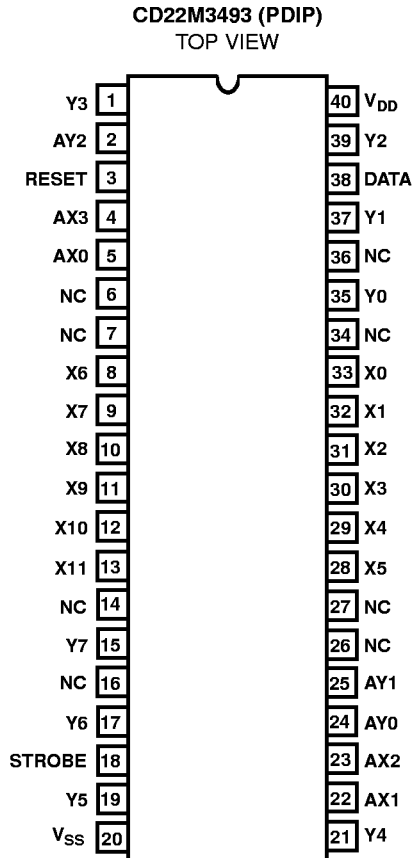 CD22M3493 (PDIP)
TOP VIEW
Y3 1 40 VDD
AY2 2 39 Y2
RESET 3 38 DATA
AX3 4 37 Y1
AX0 5 36 NC
NC 6 35 Y0
NC 7 34 NC
X6 8 33 X0
X7 9 32 X1
X8 10 31 X2
X9 11 30 X3
X10 12 29 X4
X11 13 28 X5
NC 14 27 NC
Y7 15 26 NC
NC 16 25 AY1
Y6 17 24 AY0
STROBE 18 23 AX2
Y5 19 22 AX1
VSS 20 21 Y4